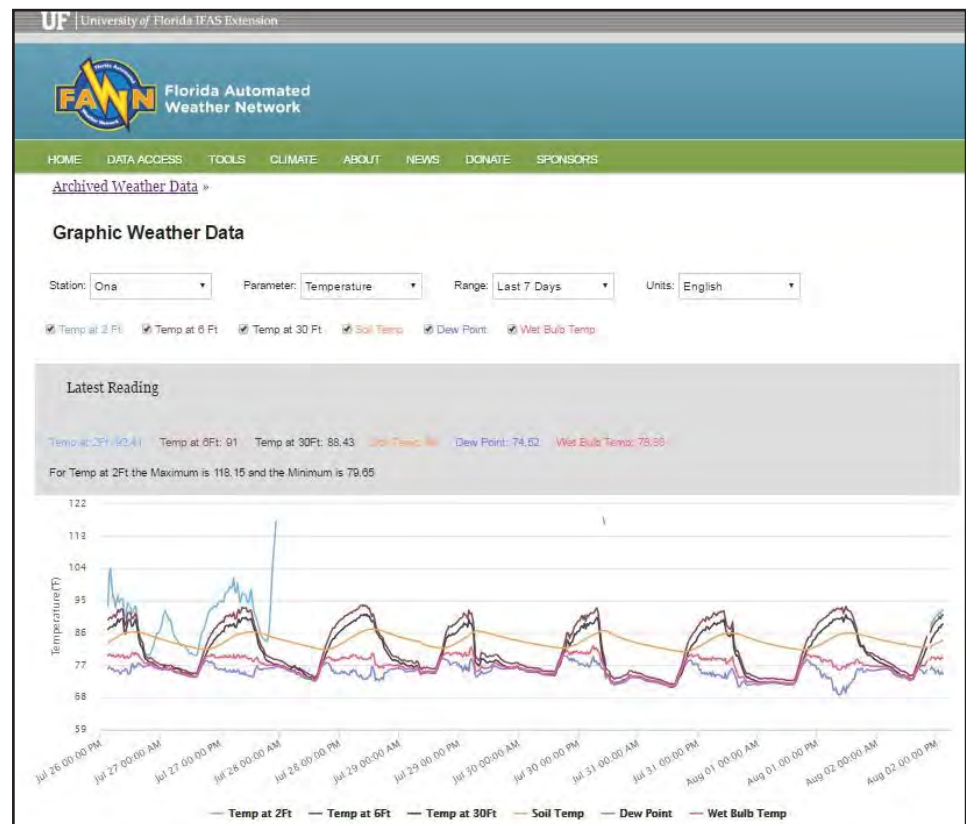 UF University of Florida IFAS Extension
FAWN
Florida Automated
Weather Network
HOME DATA ACCESS TOOLS CLIMATE ABOUT NEWS DONATE SPONSORS
Archived Weather Data »
Graphic Weather Data
Station: Ona Parameter: Temperature Range: Last 7 Days Units: English
Temp at 2 Ft Temp at 6 Ft Temp at 30 Ft Soil Temp Dew Point Wet Bulb Temp
Latest Reading
Temp at 2Ft: 92.41 Temp at 6Ft: 91 Temp at 30Ft: 88.43 Dew Point: 74.52 Wet Bulb Temp:
For Temp at 2Ft the Maximum is 118.15 and the Minimum is 79.65
122
113
104
95
86
77
68
59
Temperature (°F)
Jul 26 00:00 PM Jul 27 00:00 AM Jul 27 00:00 PM Jul 28 00:00 AM Jul 28 00:00 PM Jul 29 00:00 AM Jul 29 00:00 PM Jul 30 00:00 AM Jul 30 00:00 PM Jul 31 00:00 AM Jul 31 00:00 PM Aug 01 00:00 AM Aug 01 00:00 PM Aug 02 00:00 AM Aug 02 00:00 PM
Temp at 2Ft Temp at 6Ft Temp at 30Ft Soil Temp Dew Point Wet Bulb Temp